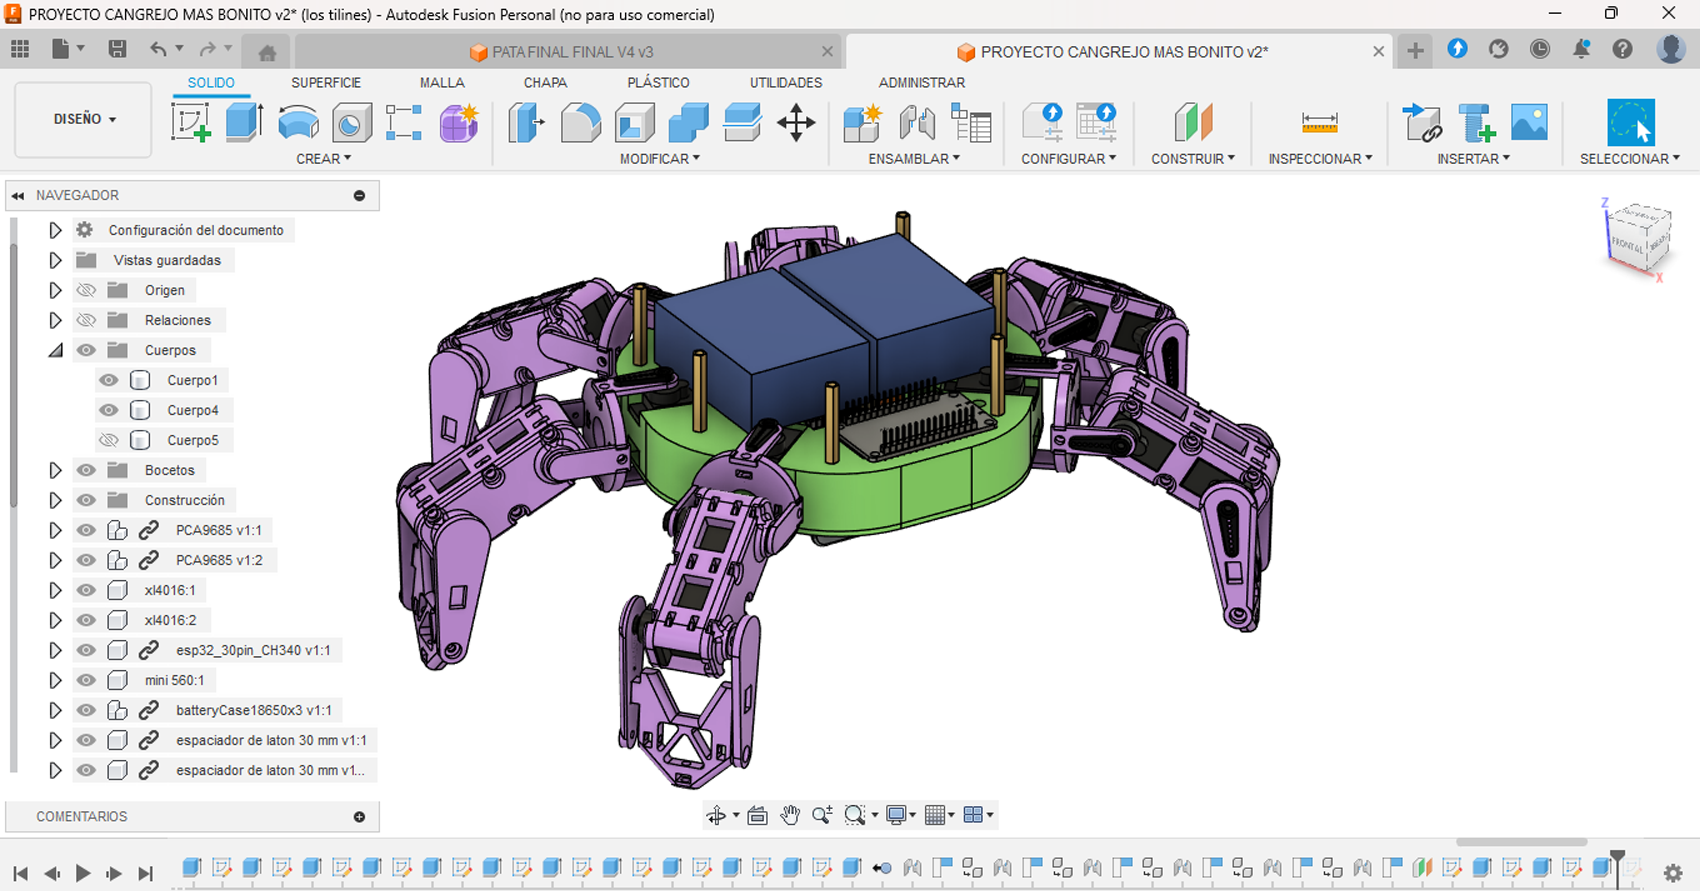 PROYECTO CANGREJO MAS BONITO v2* (los tilines) - Autodesk Fusion Personal (no para uso comercial)
PATA FINAL FINAL V4 v3
PROYECTO CANGREJO MAS BONITO v2*
SOLIDO SUPERFICIE MALLA CHAPA PLÁSTICO UTILIDADES ADMINISTRAR
DISEÑO
CREAR MODIFICAR ENSAMBLAR CONFIGURAR CONSTRUIR INSPECCIONAR INSERTAR SELECCIONAR
NAVEGADOR
Configuración del documento
Vistas guardadas
Origen
Relaciones
Cuerpos
Cuerpo1
Cuerpo4
Cuerpo5
Bocetos
Construcción
PCA9685 v1:1
PCA9685 v1:2
xl4016:1
xl4016:2
esp32_30pin_CH340 v1:1
mini 560:1
batteryCase18650x3 v1:1
espaciador de laton 30 mm v1:1
espaciador de laton 30 mm v1...
COMENTARIOS
Z
FRONTAL
X